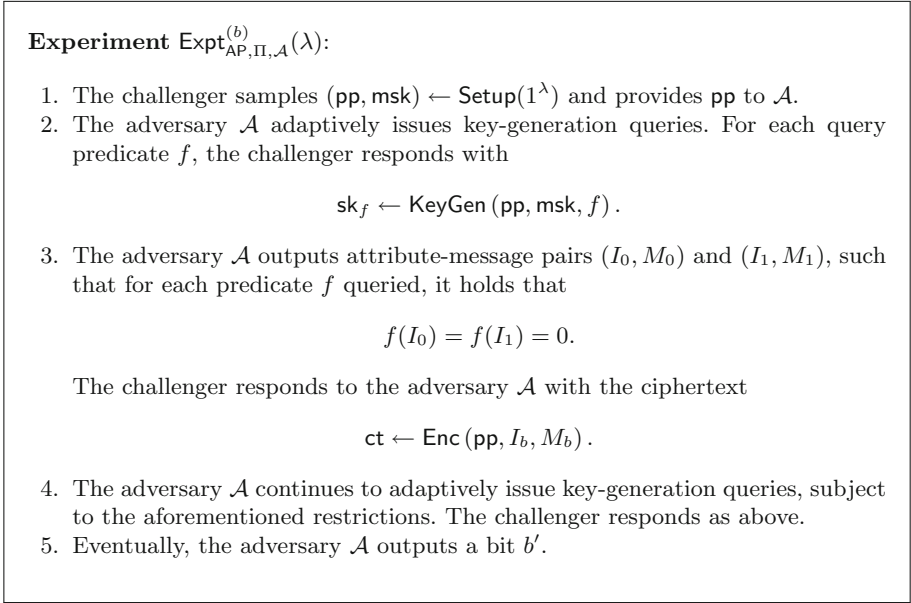 Experiment Expt^{(b)}_{AP,Π,𝒜}(λ):
1. The challenger samples (pp, msk) ← Setup(1^λ) and provides pp to 𝒜.
2. The adversary 𝒜 adaptively issues key-generation queries. For each query
predicate f, the challenger responds with
sk_f ← KeyGen (pp, msk, f) .
3. The adversary 𝒜 outputs attribute-message pairs (I_0, M_0) and (I_1, M_1), such
that for each predicate f queried, it holds that
f(I_0) = f(I_1) = 0.
The challenger responds to the adversary 𝒜 with the ciphertext
ct ← Enc (pp, I_b, M_b) .
4. The adversary 𝒜 continues to adaptively issue key-generation queries, subject
to the aforementioned restrictions. The challenger responds as above.
5. Eventually, the adversary 𝒜 outputs a bit b′.